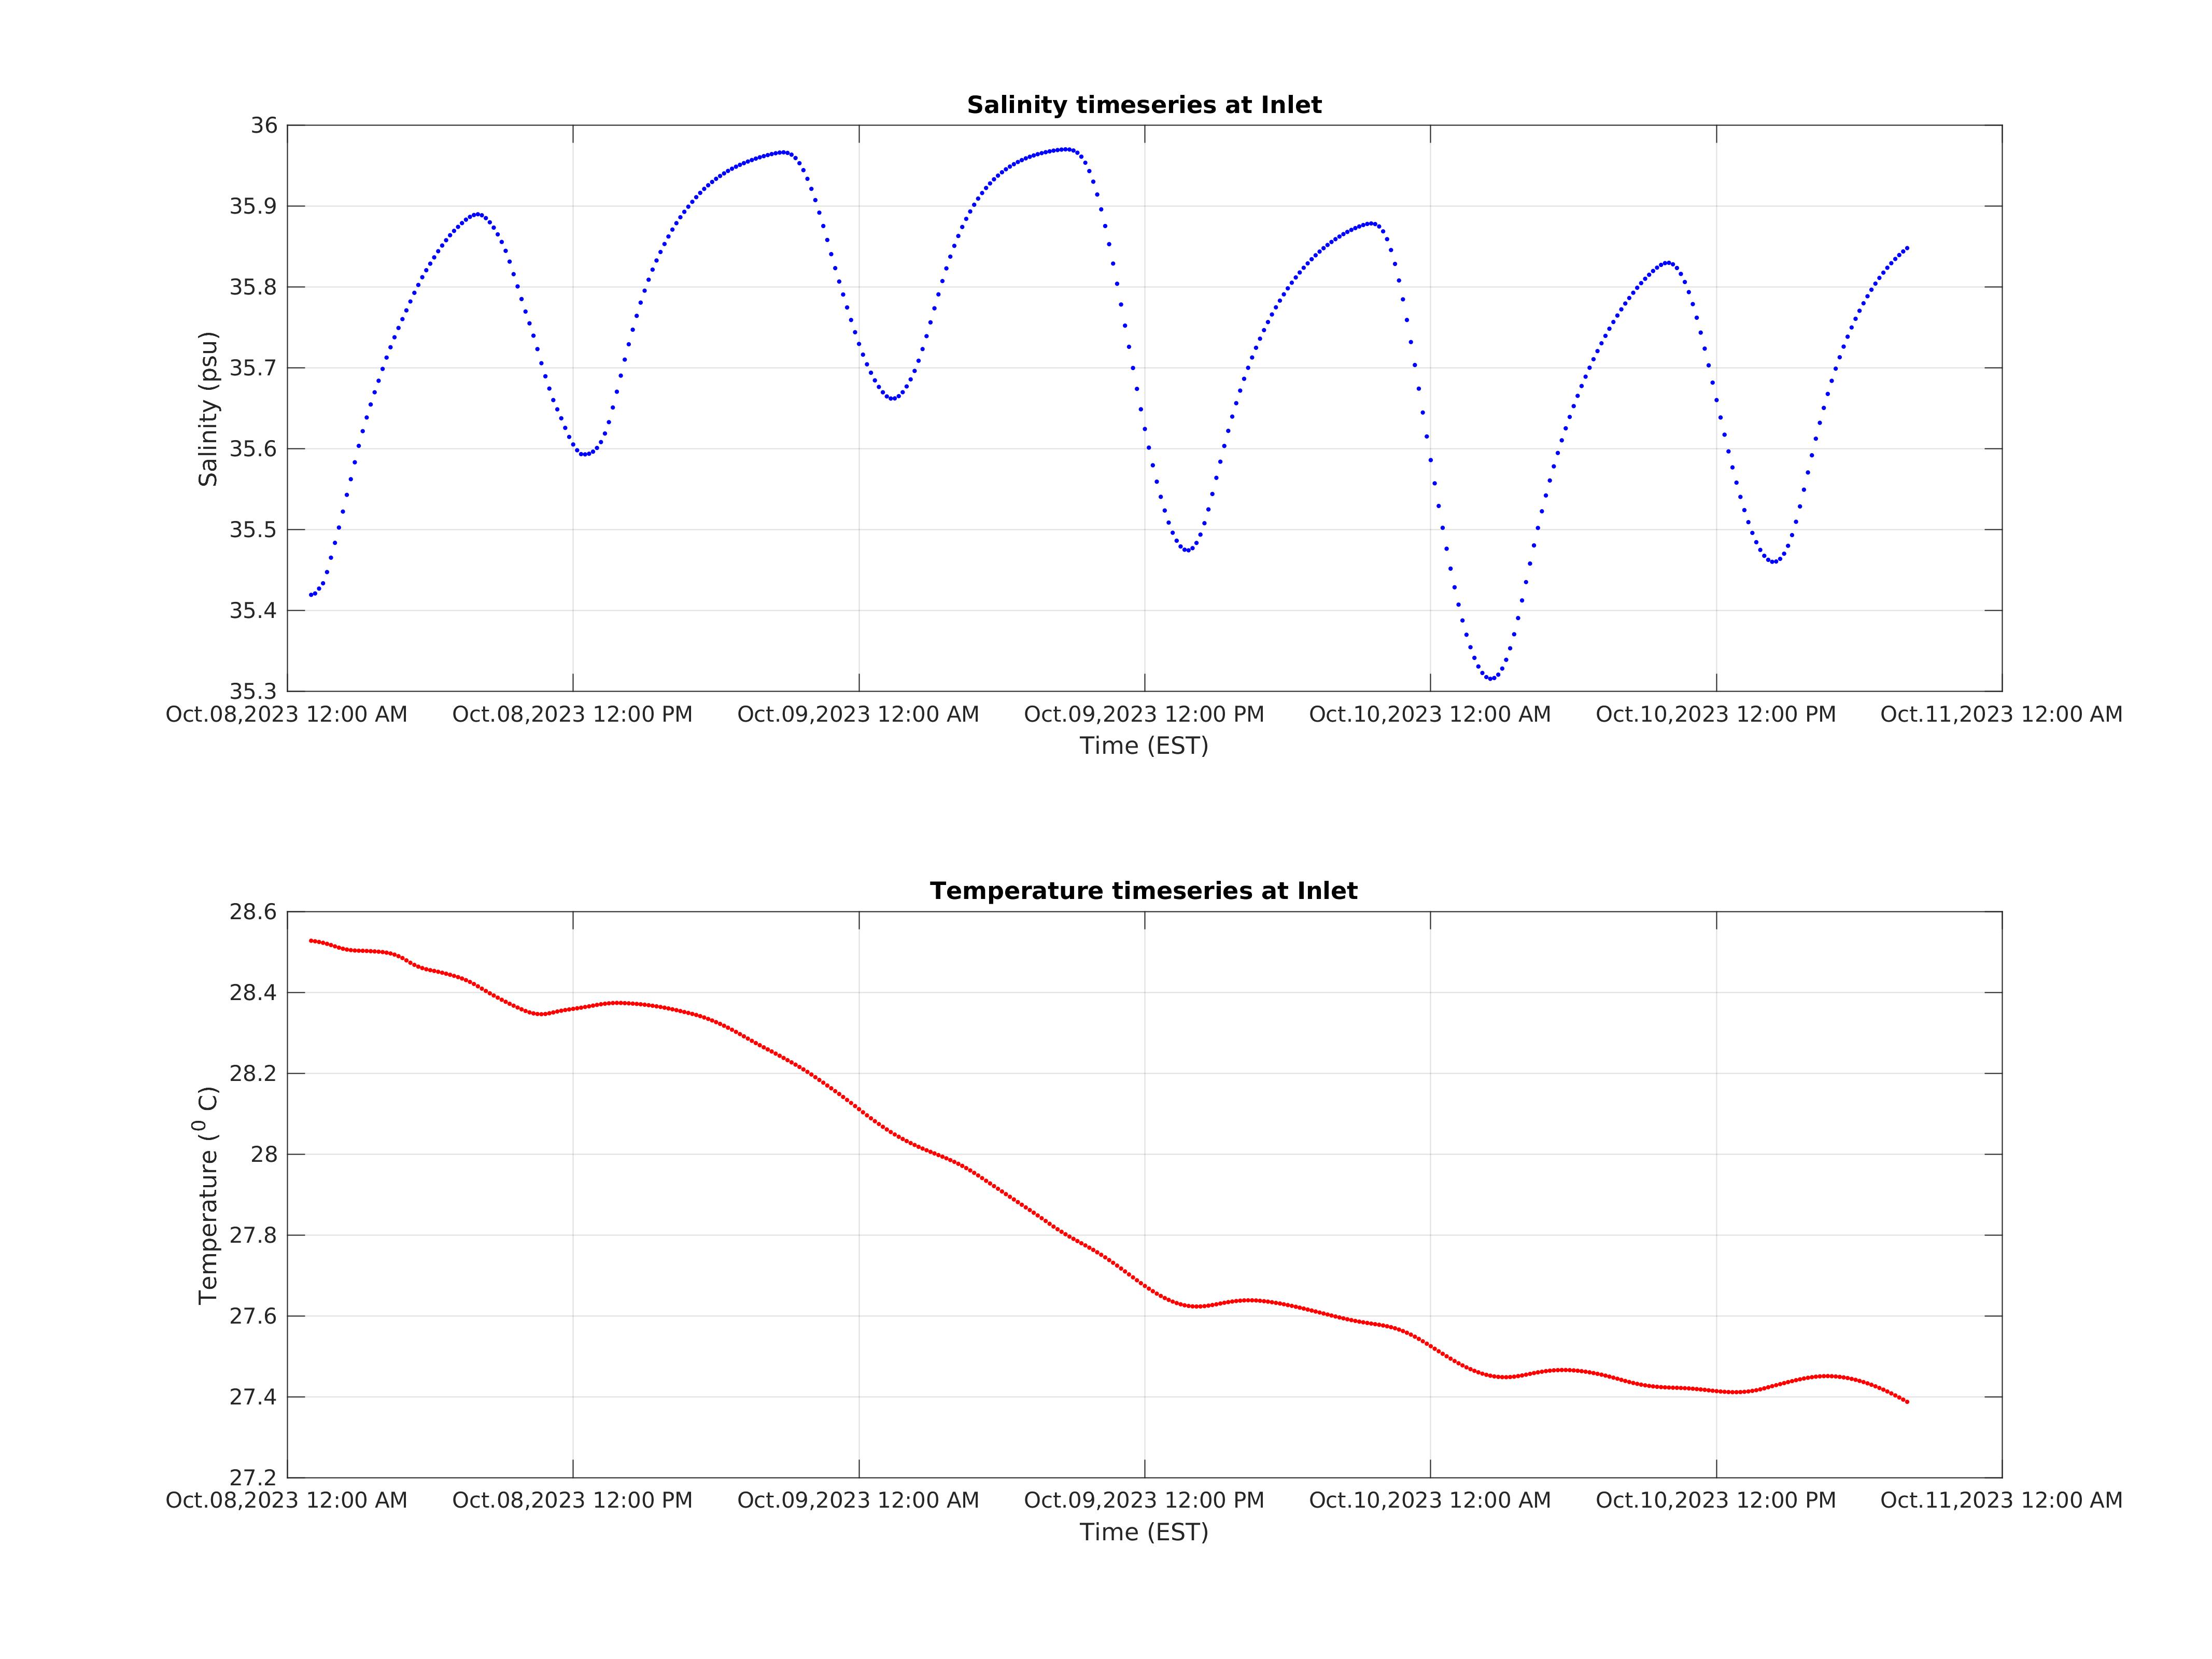 Salinity timeseries at Inlet
36
35.9
35.8
35.7
35.6
35.5
35.4
35.3
Salinity (psu)
Oct.08,2023 12:00 AM Oct.08,2023 12:00 PM Oct.09,2023 12:00 AM Oct.09,2023 12:00 PM Oct.10,2023 12:00 AM Oct.10,2023 12:00 PM Oct.11,2023 12:00 AM
Time (EST)
Temperature timeseries at Inlet
28.6
28.4
28.2
28
27.8
27.6
27.4
27.2
Temperature (⁰ C)
Oct.08,2023 12:00 AM Oct.08,2023 12:00 PM Oct.09,2023 12:00 AM Oct.09,2023 12:00 PM Oct.10,2023 12:00 AM Oct.10,2023 12:00 PM Oct.11,2023 12:00 AM
Time (EST)